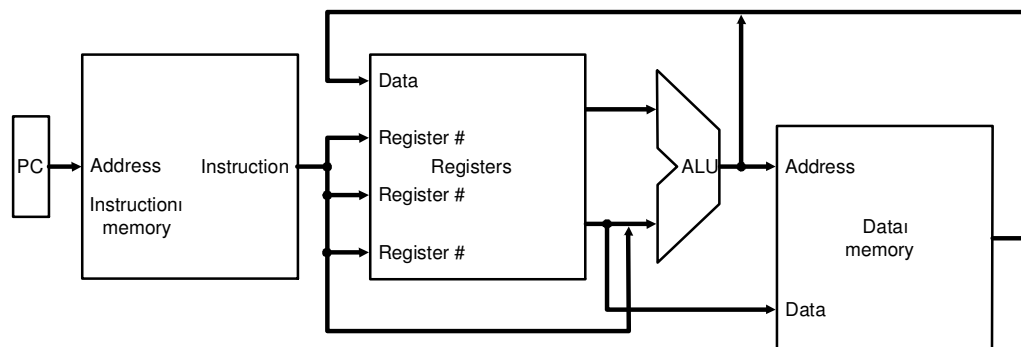 PC
Address
Instruction
Instructionı
memory
Data
Register #
Registers
Register #
Register #
ALU
Address
Dataı
memory
Data